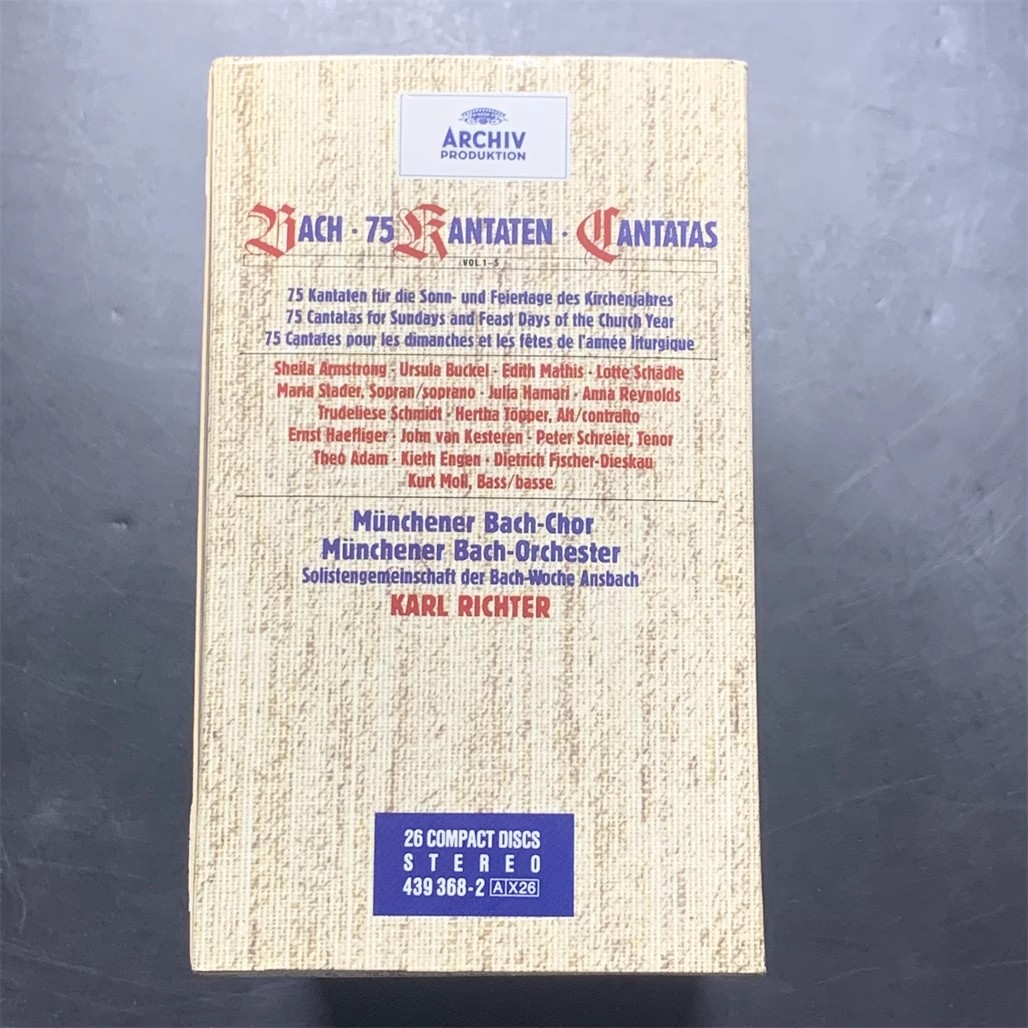 ARCHIV
PRODUKTION
BACH · 75 KANTATEN · CANTATAS
VOL. 1–5
75 Kantaten für die Sonn- und Feiertage des Kirchenjahres
75 Cantatas for Sundays and Feast Days of the Church Year
75 Cantates pour les dimanches et les fêtes de l'année liturgique
Sheila Armstrong · Ursula Buckel · Edith Mathis · Lotte Schädle
Maria Stader, Sopran/soprano · Julia Hamari · Anna Reynolds
Trudeliese Schmidt · Hertha Töpper, Alt/contralto
Ernst Haefliger · John van Kesteren · Peter Schreier, Tenor
Theo Adam · Kieth Engen · Dietrich Fischer-Dieskau
Kurt Moll, Bass/basse
Münchener Bach-Chor
Münchener Bach-Orchester
Solistengemeinschaft der Bach-Woche Ansbach
KARL RICHTER
26 COMPACT DISCS
STEREO
439 368-2 A X26